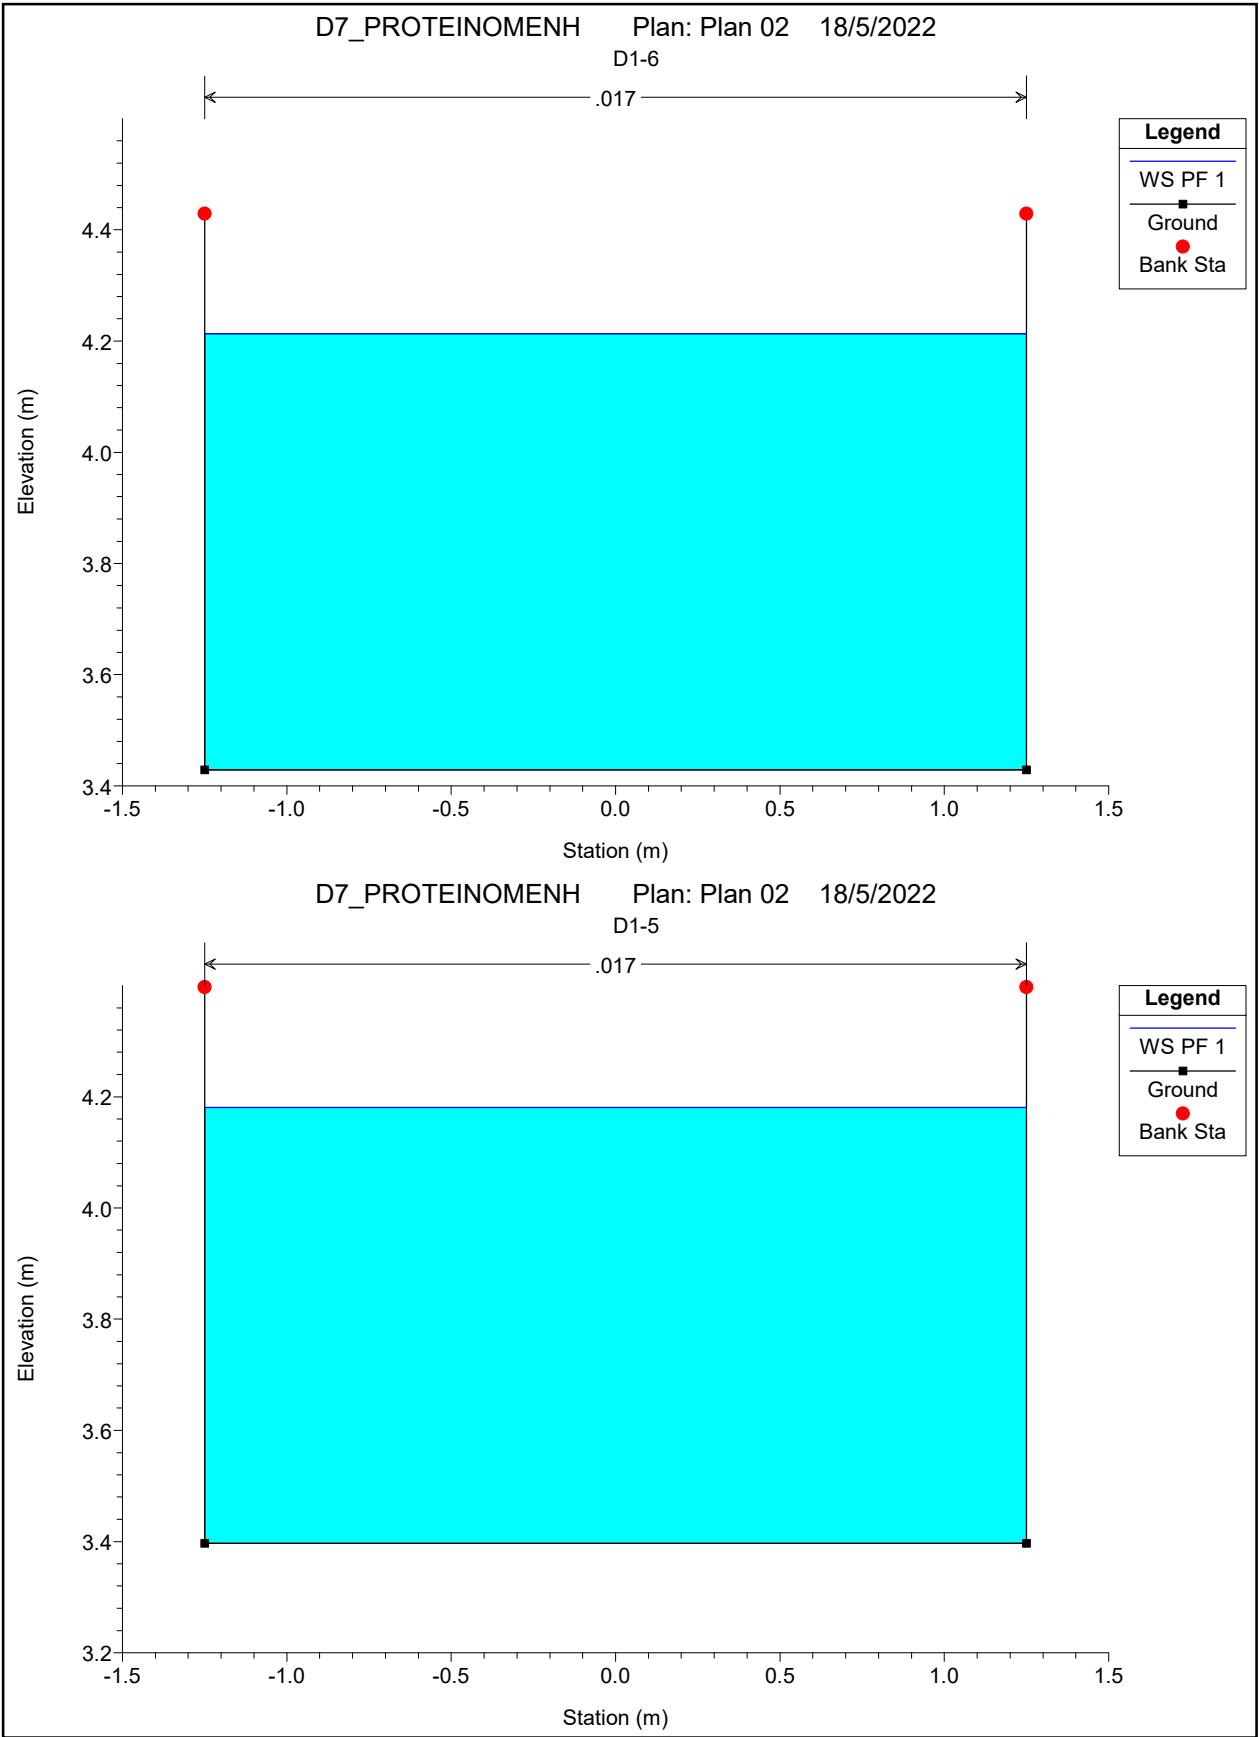 D7_PROTEINOMENH Plan: Plan 02 18/5/2022
D1-6
.017
Legend
WS PF 1
Ground
Bank Sta
4.4
4.2
4.0
3.8
3.6
3.4
Elevation (m)
-1.5 -1.0 -0.5 0.0 0.5 1.0 1.5
Station (m)
D7_PROTEINOMENH Plan: Plan 02 18/5/2022
D1-5
.017
Legend
WS PF 1
Ground
Bank Sta
4.2
4.0
3.8
3.6
3.4
3.2
Elevation (m)
-1.5 -1.0 -0.5 0.0 0.5 1.0 1.5
Station (m)